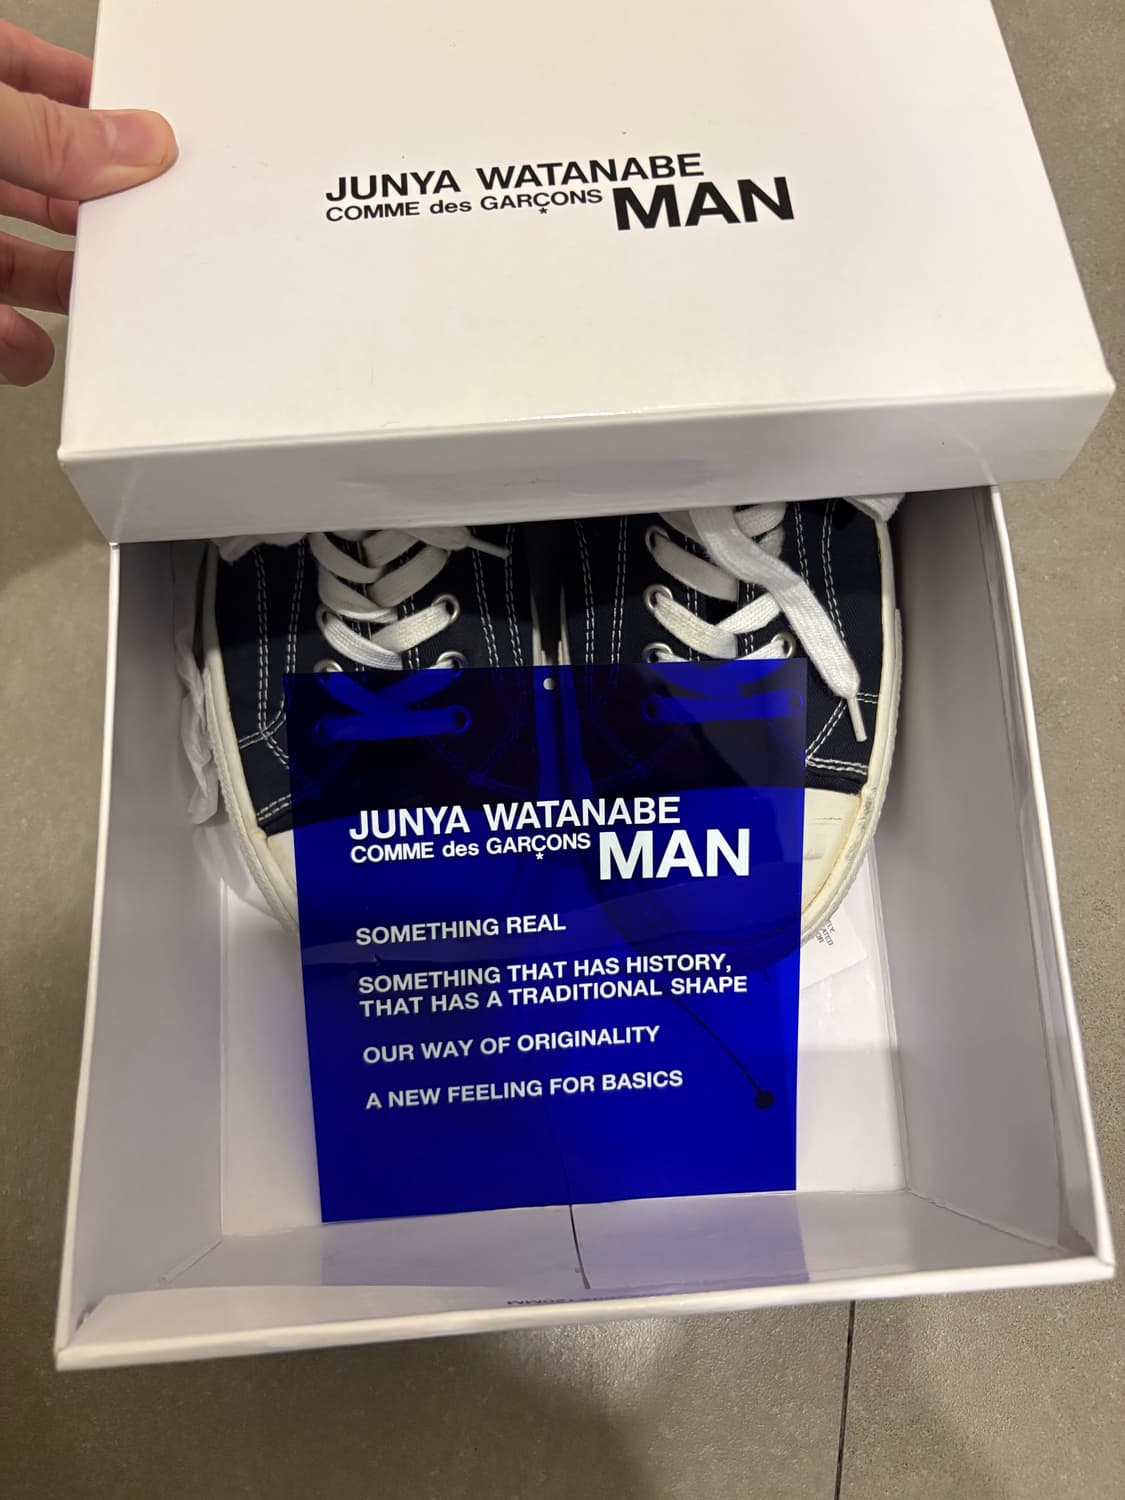 JUNYA WATANABE
COMME des GARÇONS MAN
JUNYA WATANABE
COMME des GARÇONS MAN
SOMETHING REAL
SOMETHING THAT HAS HISTORY,
THAT HAS A TRADITIONAL SHAPE
OUR WAY OF ORIGINALITY
A NEW FEELING FOR BASICS